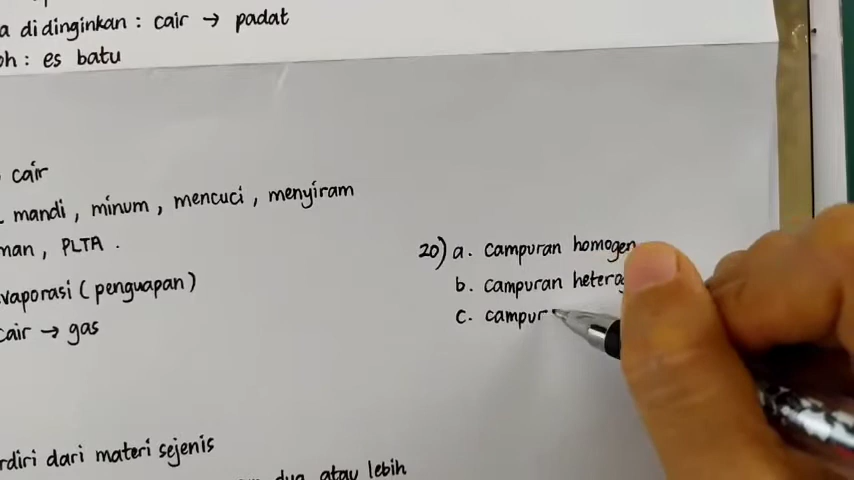 a didinginkan : cair → padat
oh : es batu
cair
mandi, minum, mencuci, menyiram
man, PLTA.
vaporasi (penguapan)
cair → gas
20) a. campuran homogen
b. campuran heterog
c. campur
rdiri dari materi sejenis
dua atau lebih